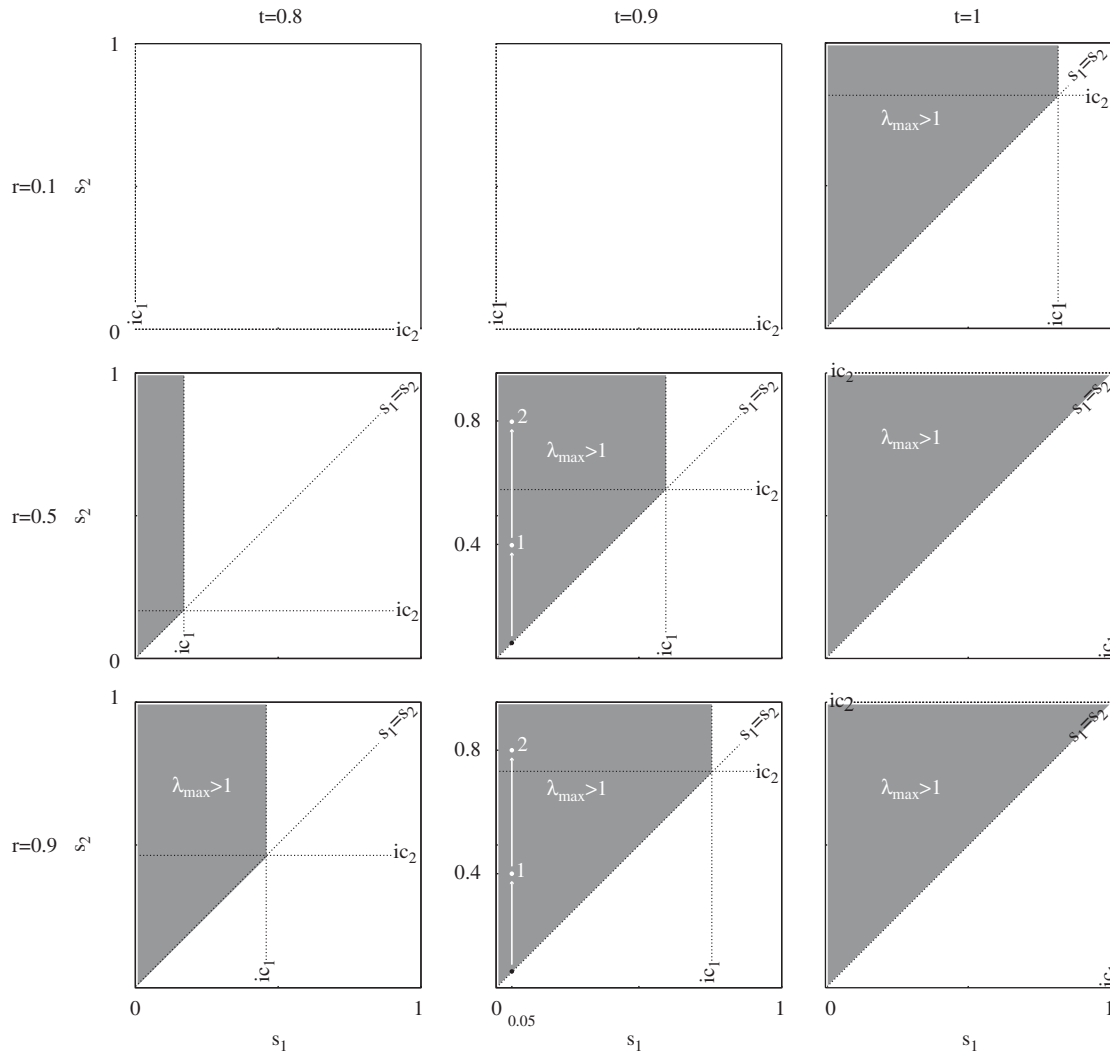 t=0.8 t=0.9 t=1
1
s₁=s₂
ic₂
λmax>1
r=0.1 s₂
ic₁ ic₁ ic₁
0 ic₂ ic₂
1 s₁=s₂ s₁=s₂ ic₂ s₁=s₂
0.8 2
λmax>1 λmax>1
ic₂
r=0.5 s₂
0.4 1
ic₂
ic₁ ic₁ ic₁
0
1 s₁=s₂ s₁=s₂ ic₂ s₁=s₂
0.8 2
ic₂
λmax>1 λmax>1 λmax>1
r=0.9 s₂ ic₂
0.4 1
ic₁ ic₁ ic₁
0 1 0 0.05 1 0 1
s₁ s₁ s₁